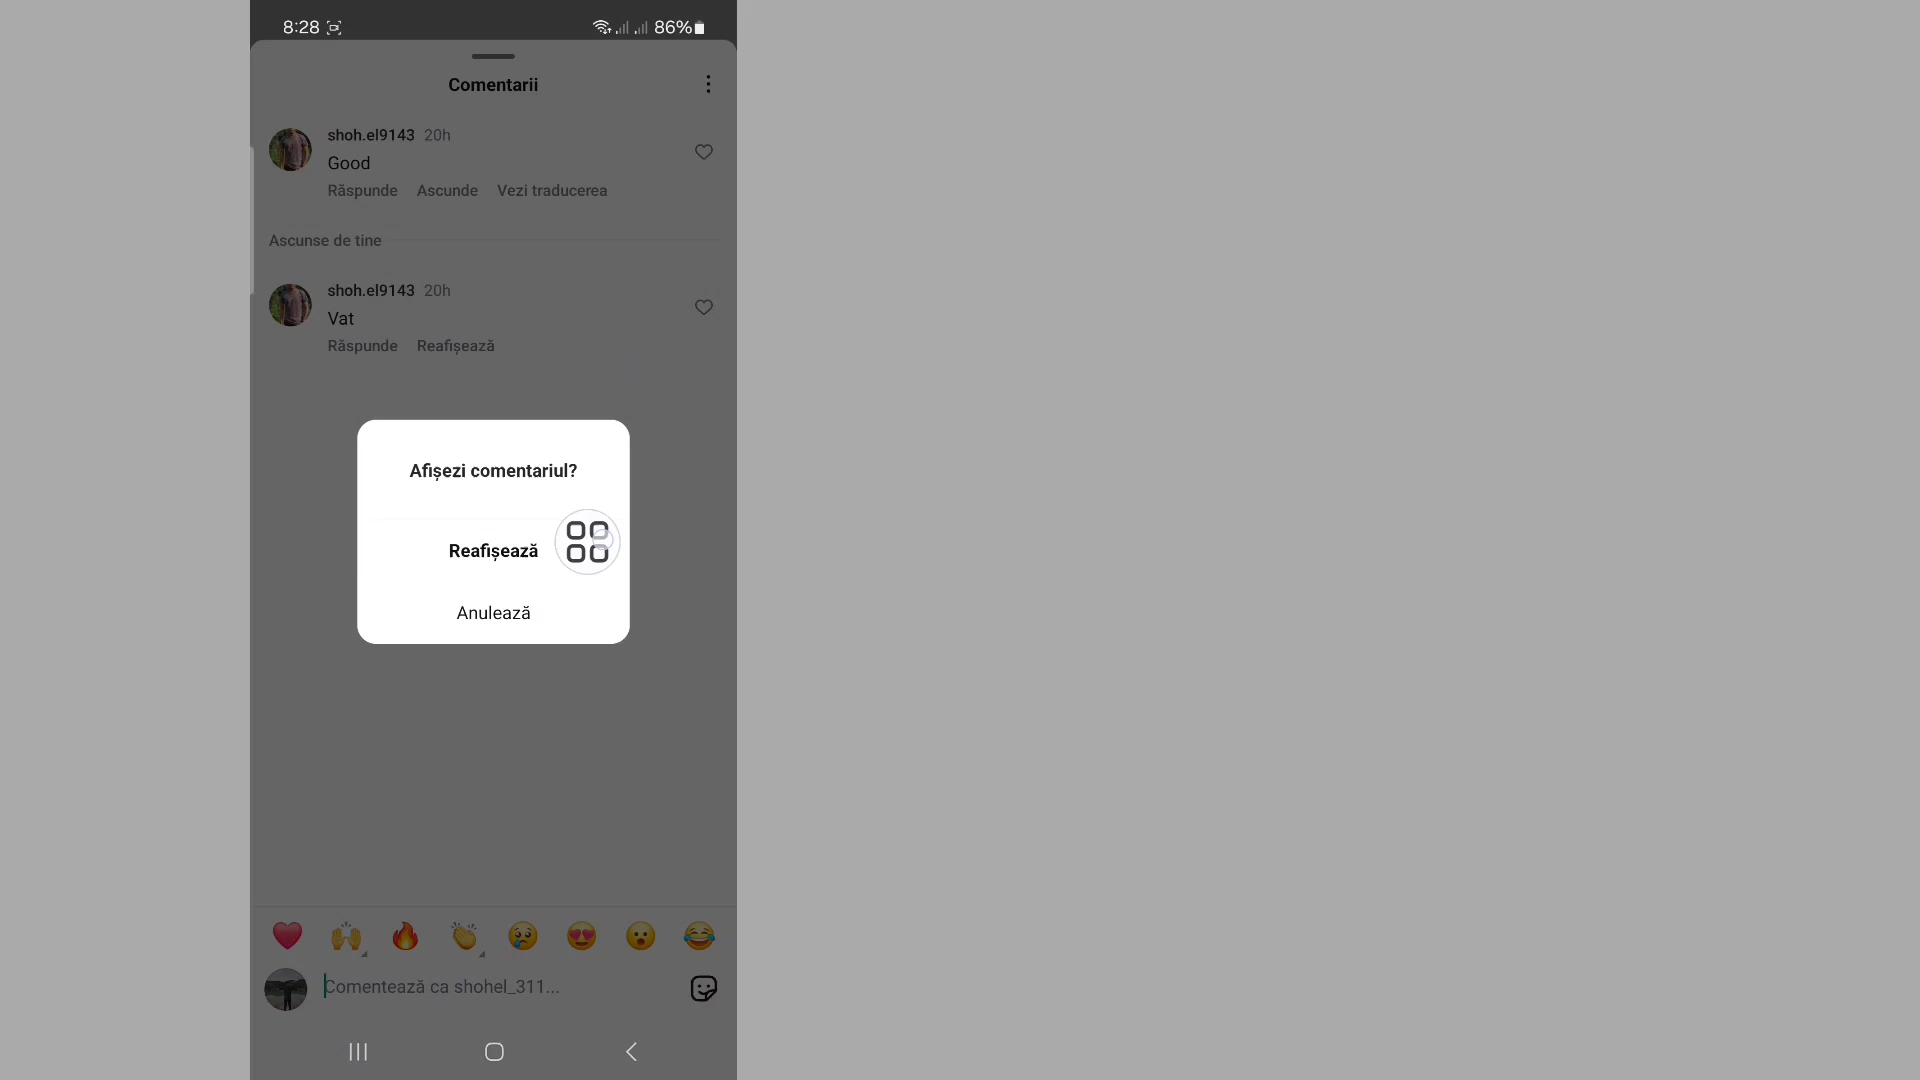 8:28 86%
Comentarii
shoh.el9143 20h
Good
Răspunde Ascunde Vezi traducerea
Ascunse de tine
shoh.el9143 20h
Vat
Răspunde Reafișează
Afișezi comentariul?
Reafișează
Anulează
Comentează ca shohel_311...